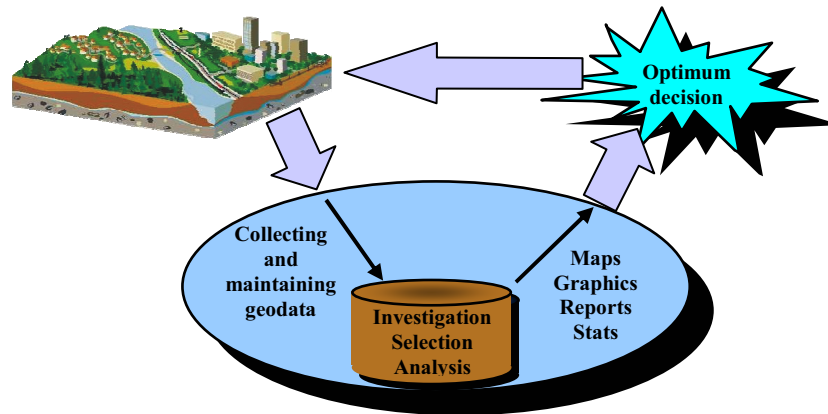 Optimum
decision
Collecting
and
maintaining
geodata
Maps
Graphics
Reports
Stats
Investigation
Selection
Analysis